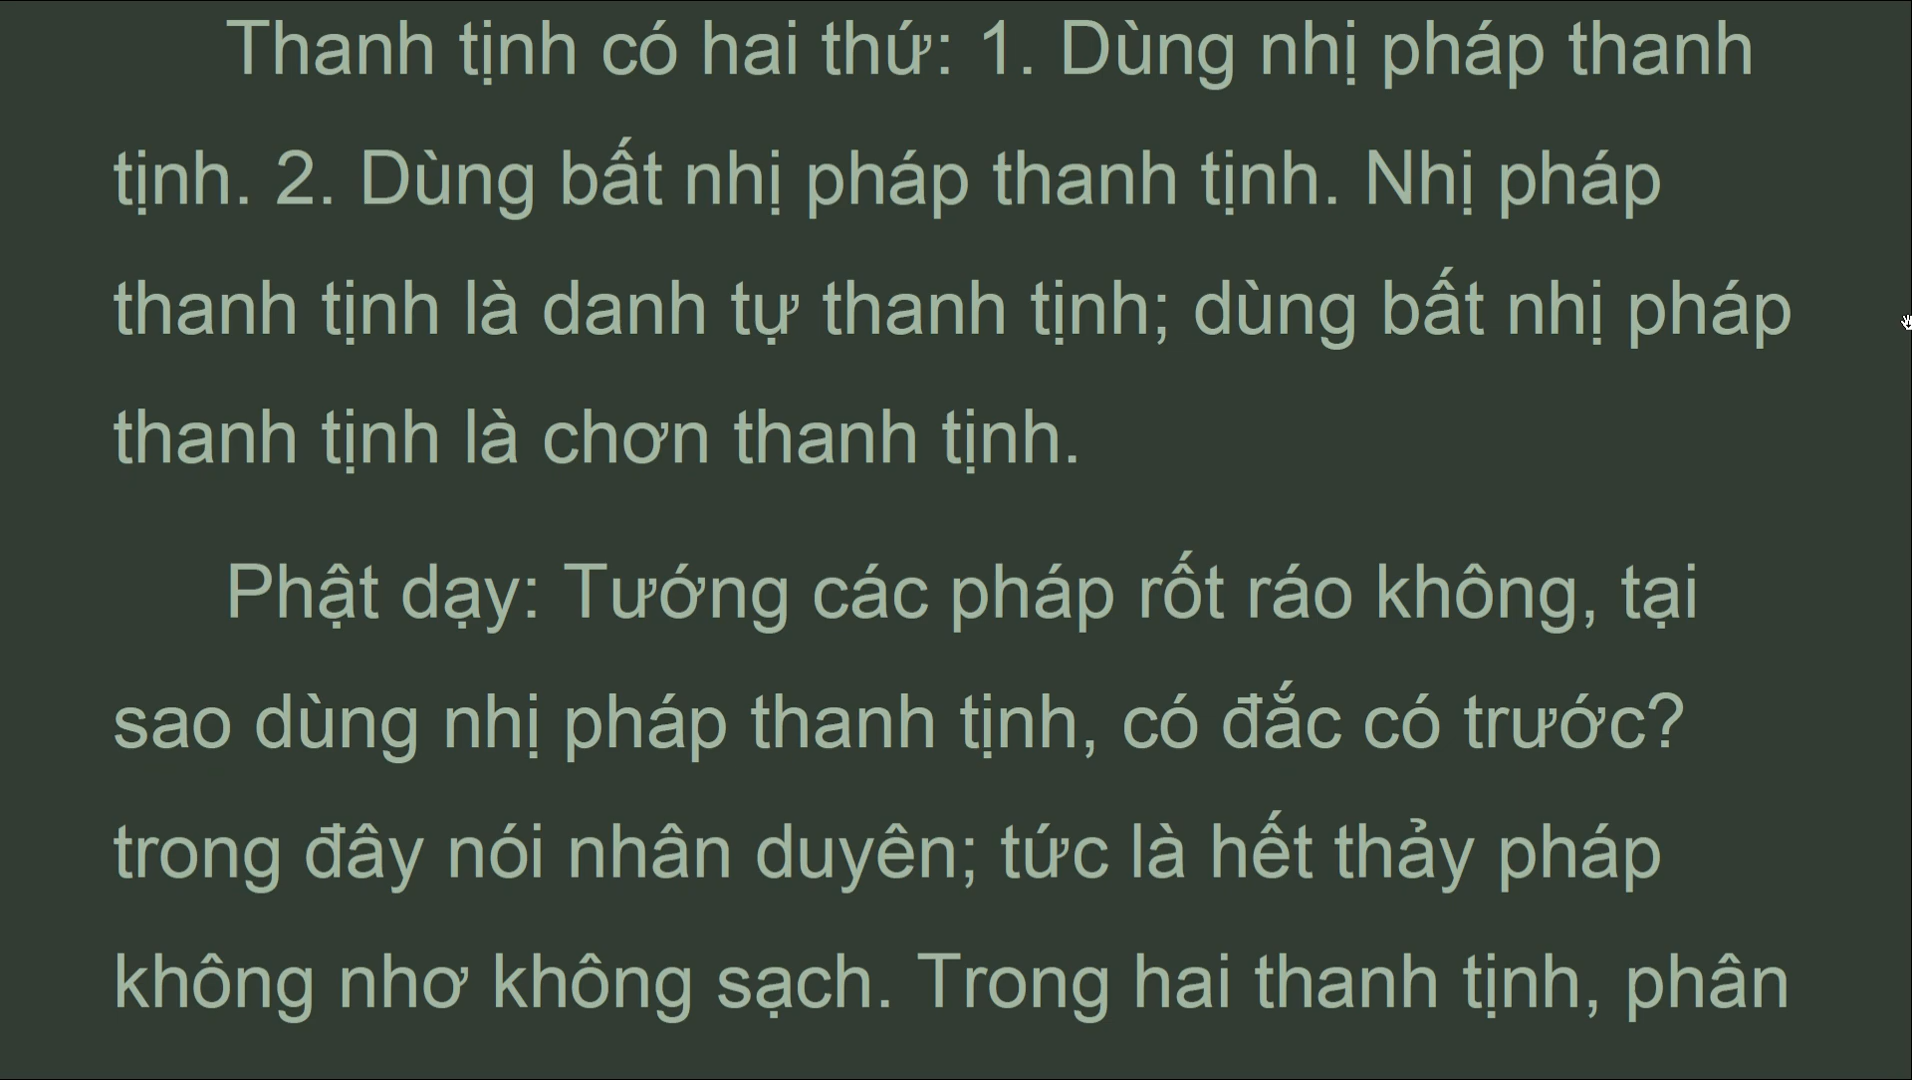 Thanh tịnh có hai thứ: 1. Dùng nhị pháp thanh
tịnh. 2. Dùng bất nhị pháp thanh tịnh. Nhị pháp
thanh tịnh là danh tự thanh tịnh; dùng bất nhị pháp
thanh tịnh là chơn thanh tịnh.
Phật dạy: Tướng các pháp rốt ráo không, tại
sao dùng nhị pháp thanh tịnh, có đắc có trước?
trong đây nói nhân duyên; tức là hết thảy pháp
không nhơ không sạch. Trong hai thanh tịnh, phân